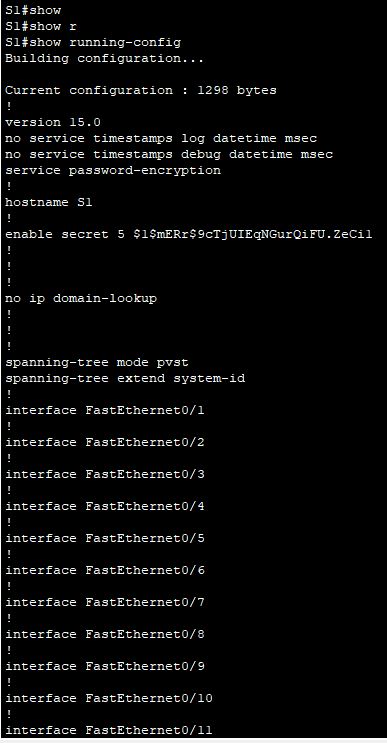 S1#show
S1#show r
S1#show running-config
Building configuration...
Current configuration : 1298 bytes
!
version 15.0
no service timestamps log datetime msec
no service timestamps debug datetime msec
service password-encryption
!
hostname S1
!
enable secret 5 $1$mERr$9cTjUIEqNGurQiFU.ZeCi1
!
!
!
no ip domain-lookup
!
!
!
spanning-tree mode pvst
spanning-tree extend system-id
!
interface FastEthernet0/1
!
interface FastEthernet0/2
!
interface FastEthernet0/3
!
interface FastEthernet0/4
!
interface FastEthernet0/5
!
interface FastEthernet0/6
!
interface FastEthernet0/7
!
interface FastEthernet0/8
!
interface FastEthernet0/9
!
interface FastEthernet0/10
!
interface FastEthernet0/11